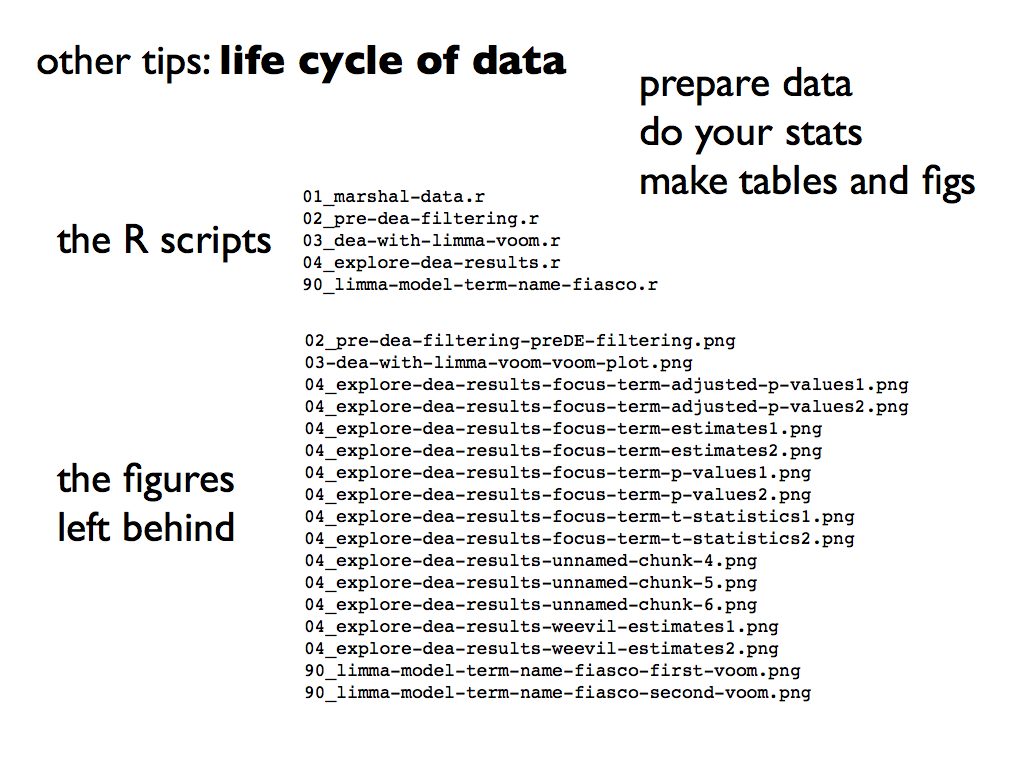 other tips: life cycle of data
prepare data
do your stats
make tables and figs
the R scripts
01_marshal-data.r
02_pre-dea-filtering.r
03_dea-with-limma-voom.r
04_explore-dea-results.r
90_limma-model-term-name-fiasco.r
the figures
left behind
02_pre-dea-filtering-preDE-filtering.png
03-dea-with-limma-voom-voom-plot.png
04_explore-dea-results-focus-term-adjusted-p-values1.png
04_explore-dea-results-focus-term-adjusted-p-values2.png
04_explore-dea-results-focus-term-estimates1.png
04_explore-dea-results-focus-term-estimates2.png
04_explore-dea-results-focus-term-p-values1.png
04_explore-dea-results-focus-term-p-values2.png
04_explore-dea-results-focus-term-t-statistics1.png
04_explore-dea-results-focus-term-t-statistics2.png
04_explore-dea-results-unnamed-chunk-4.png
04_explore-dea-results-unnamed-chunk-5.png
04_explore-dea-results-unnamed-chunk-6.png
04_explore-dea-results-weevil-estimates1.png
04_explore-dea-results-weevil-estimates2.png
90_limma-model-term-name-fiasco-first-voom.png
90_limma-model-term-name-fiasco-second-voom.png